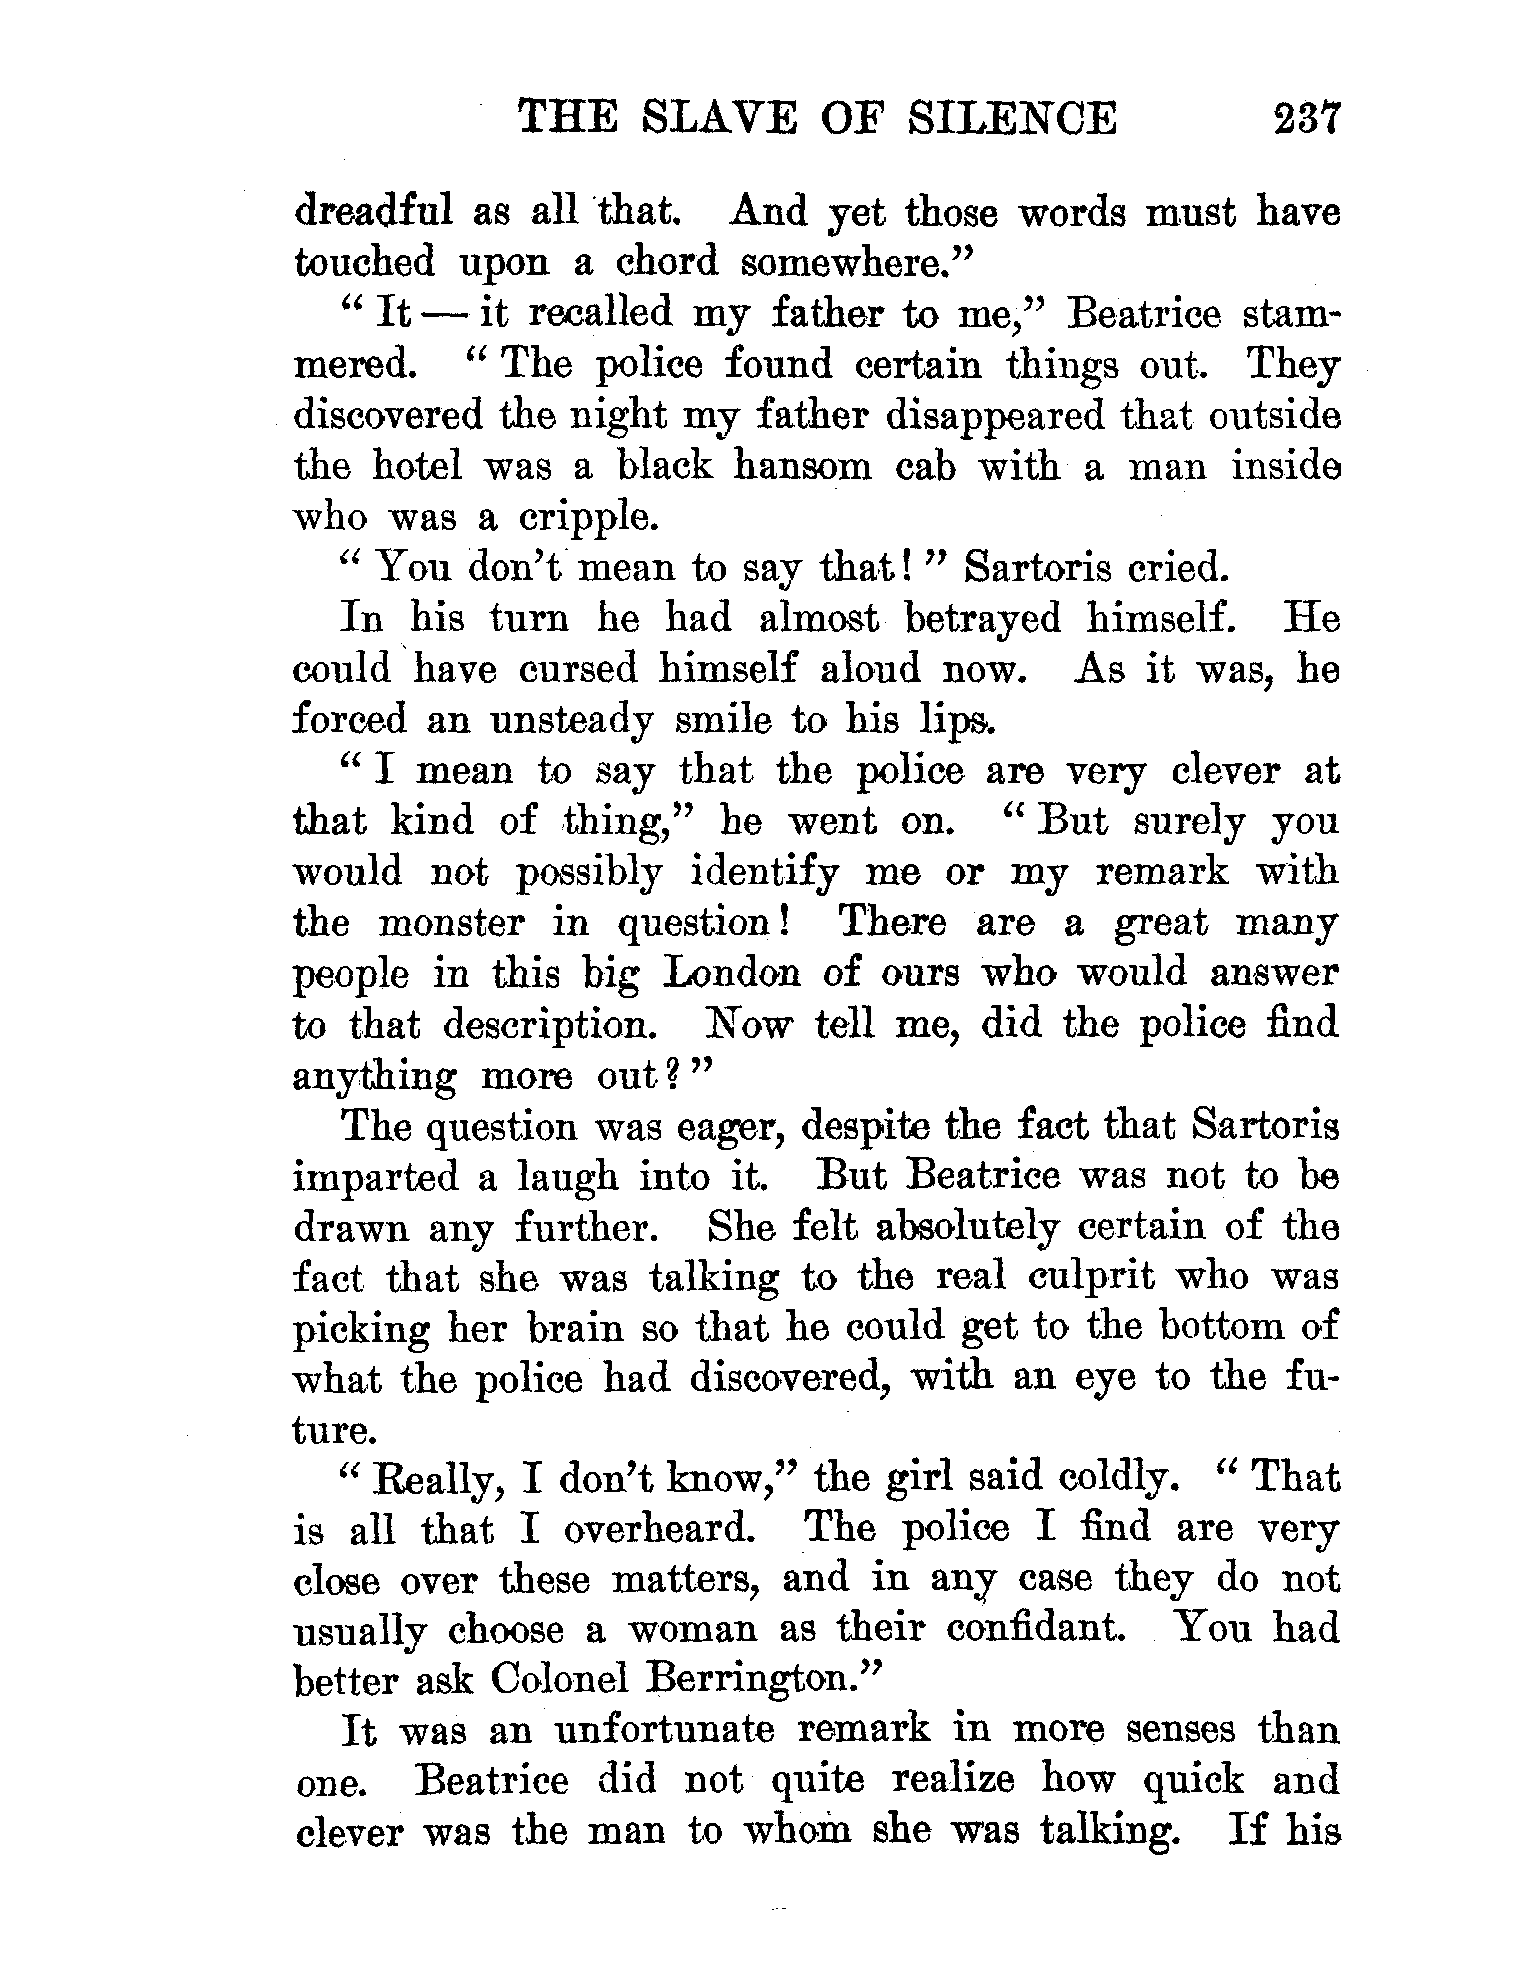 THE SLAVE OF SILENCE 237
dreadful as all that. And yet those words must have
touched upon a chord somewhere.”
“ It — it recalled my father to me,” Beatrice stam-
mered. “ The police found certain things out. They
discovered the night my father disappeared that outside
the hotel was a black hansom cab with a man inside
who was a cripple.
“ You don’t mean to say that! ” Sartoris cried.
In his turn he had almost betrayed himself. He
could have cursed himself aloud now. As it was, he
forced an unsteady smile to his lips.
“ I mean to say that the police are very clever at
that kind of thing,” he went on. “ But surely you
would not possibly identify me or my remark with
the monster in question! There are a great many
people in this big London of ours who would answer
to that description. Now tell me, did the police find
anything more out? ”
The question was eager, despite the fact that Sartoris
imparted a laugh into it. But Beatrice was not to be
drawn any further. She felt absolutely certain of the
fact that she was talking to the real culprit who was
picking her brain so that he could get to the bottom of
what the police had discovered, with an eye to the fu-
ture.
“ Really, I don’t know,” the girl said coldly. “ That
is all that I overheard. The police I find are very
close over these matters, and in any case they do not
usually choose a woman as their confidant. You had
better ask Colonel Berrington.”
It was an unfortunate remark in more senses than
one. Beatrice did not quite realize how quick and
clever was the man to whom she was talking. If his